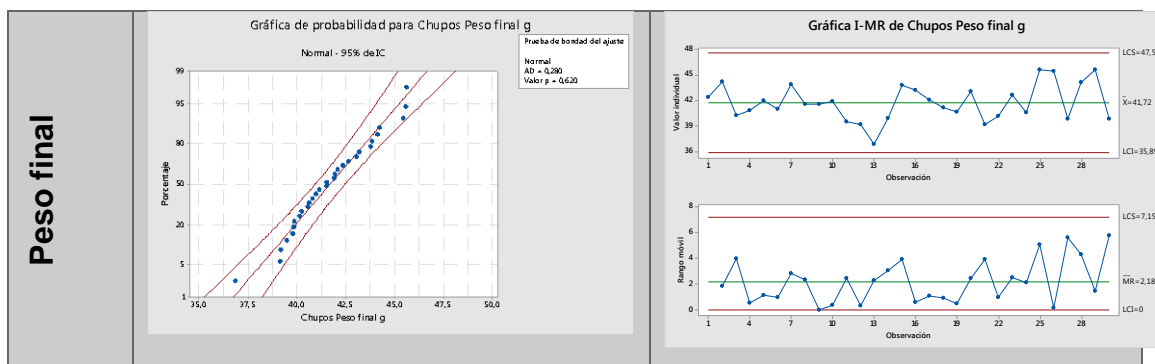 Peso final
Gráfica de probabilidad para Chupos Peso final g
Normal - 95% de IC
Prueba de bondad del ajuste
Normal
AD = 0,280
Valor p = 0,620
Porcentaje
99
95
80
50
20
5
1
35,0 37,5 40,0 42,5 45,0 47,5 50,0
Chupos Peso final g
Gráfica I-MR de Chupos Peso final g
Valor individual
48
45
42
39
36
LCS=47,5
X=41,72
LCI=35,89
1 4 7 10 13 16 19 22 25 28
Observación
Rango móvil
8
6
4
2
0
LCS=7,15
MR=2,18
LCI=0
1 4 7 10 13 16 19 22 25 28
Observación